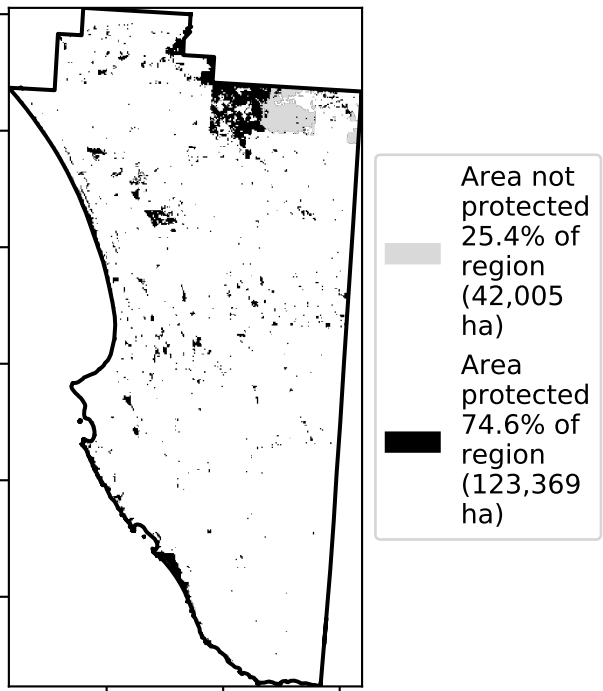 Area not
protected
25.4% of
region
(42,005
ha)
Area
protected
74.6% of
region
(123,369
ha)